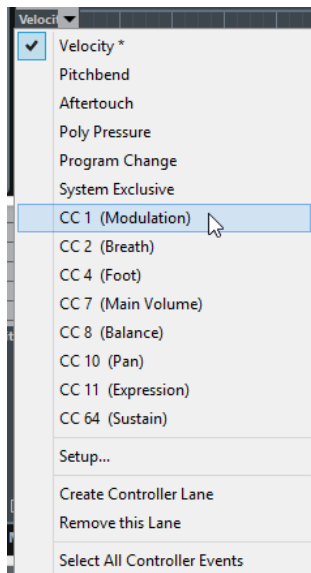 Velocit
Velocity *
Pitchbend
Aftertouch
Poly Pressure
Program Change
System Exclusive
CC 1 (Modulation)
CC 2 (Breath)
CC 4 (Foot)
CC 7 (Main Volume)
CC 8 (Balance)
CC 10 (Pan)
CC 11 (Expression)
CC 64 (Sustain)
Setup...
Create Controller Lane
Remove this Lane
Select All Controller Events